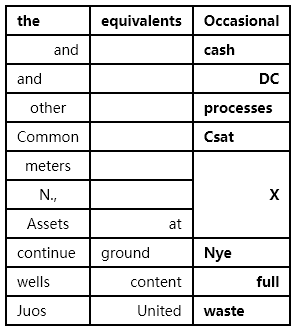 the equivalents Occasional
and cash
and DC
other processes
Common Csat
meters
N., X
Assets at
continue ground Nye
wells content full
Juos United waste